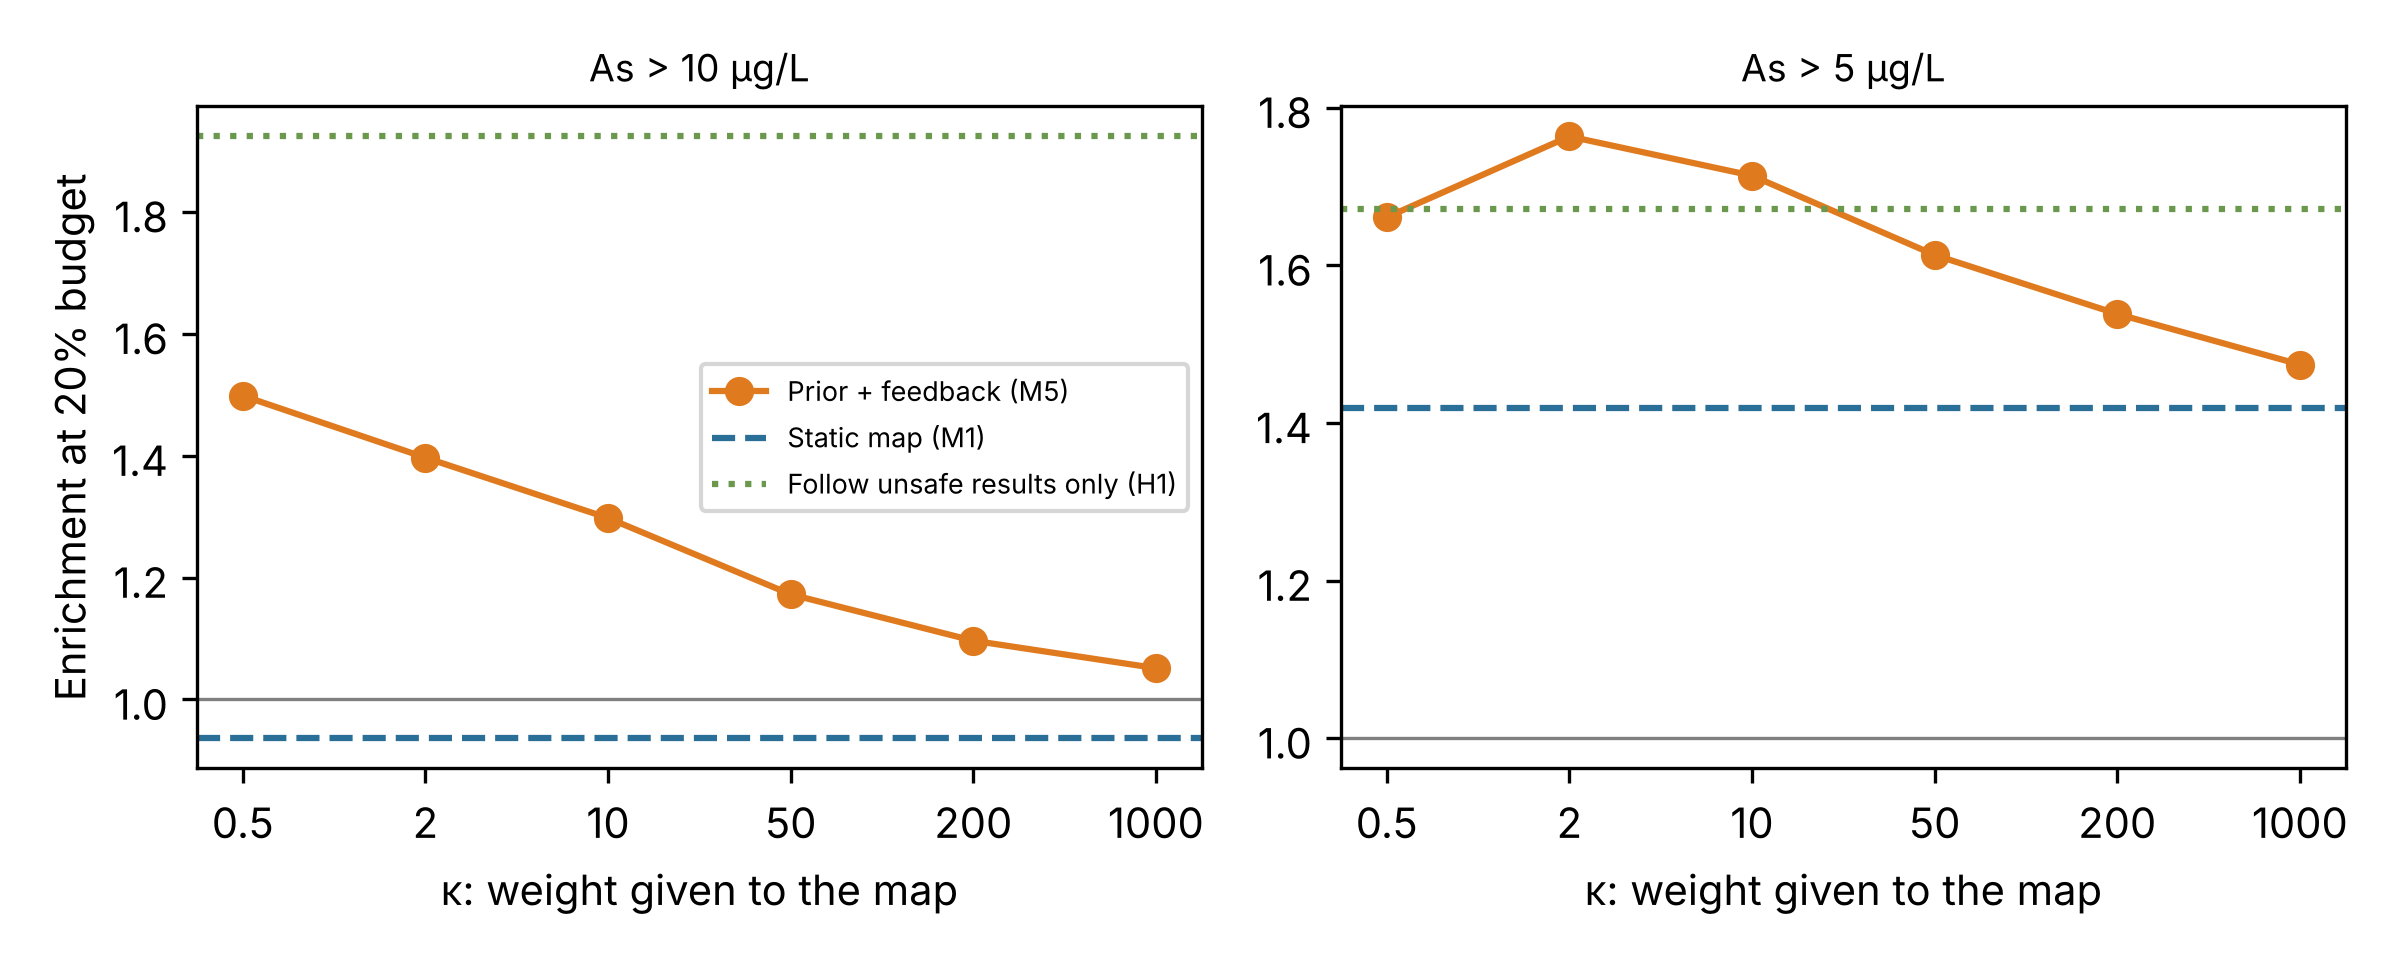 As > 10 µg/L
Enrichment at 20% budget
1.8
1.6
1.4
1.2
1.0
Prior + feedback (M5)
Static map (M1)
Follow unsafe results only (H1)
0.5 2 10 50 200 1000
κ: weight given to the map
As > 5 µg/L
1.8
1.6
1.4
1.2
1.0
0.5 2 10 50 200 1000
κ: weight given to the map